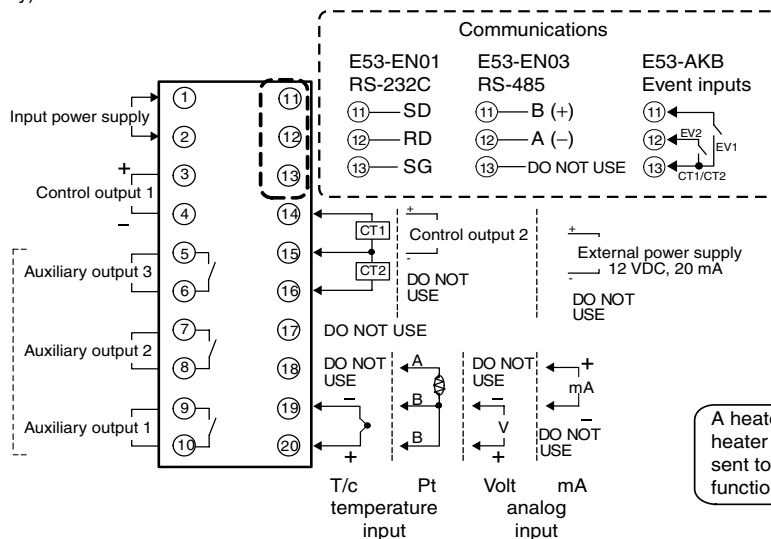 Communications
E53-EN01 E53-EN03 E53-AKB
RS-232C RS-485 Event inputs
11 SD 11 B (+) 11
12 RD 12 A (−) 12 EV2 EV1
13 SG 13 DO NOT USE 13 CT1/CT2
1 11
Input power supply
2 12
+ 3 13
Control output 1
− 4 14
CT1 + Control output 2 - DO NOT USE
+ External power supply
- 12 VDC, 20 mA
DO NOT
USE
5 15
Auxiliary output 3
CT2
6 16
7 17 DO NOT USE
Auxiliary output 2
8 18
DO NOT USE A DO NOT USE + mA −
9 19 − B − DO NOT USE
Auxiliary output 1
V
10 20 + B +
T/c Pt Volt mA
temperature analog
input input
A heate
heater
sent to
functio